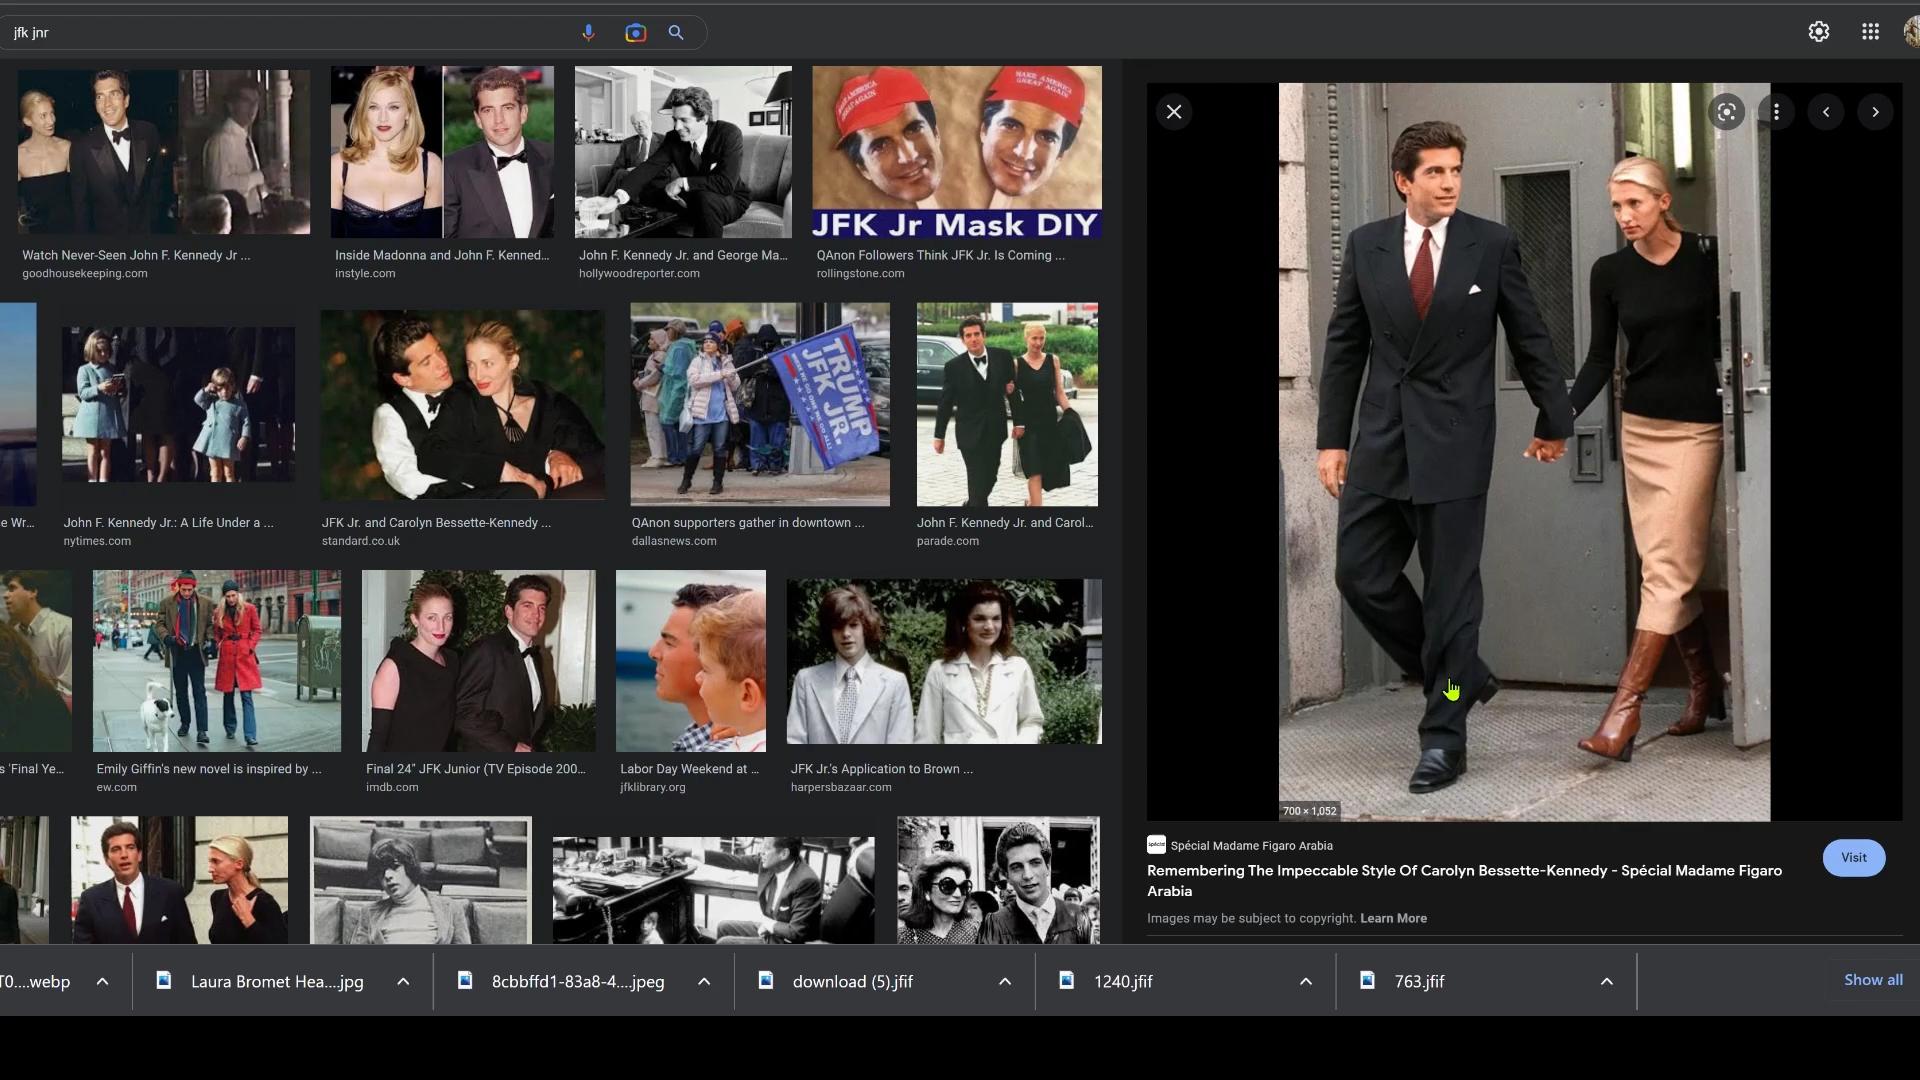 jfk jnr
MAKE AMERICA GREAT AGAIN
MAKE AMERICA GREAT AGAIN
JFK Jr Mask DIY
Watch Never-Seen John F. Kennedy Jr ...
goodhousekeeping.com
Inside Madonna and John F. Kenned...
instyle.com
John F. Kennedy Jr. and George Ma...
hollywoodreporter.com
QAnon Followers Think JFK Jr. Is Coming ...
rollingstone.com
TRUMP
JFK JR.
e Wr...
John F. Kennedy Jr.: A Life Under a ...
nytimes.com
JFK Jr. and Carolyn Bessette-Kennedy ...
standard.co.uk
QAnon supporters gather in downtown ...
dallasnews.com
John F. Kennedy Jr. and Carol...
parade.com
s 'Final Ye...
Emily Giffin's new novel is inspired by ...
ew.com
Final 24" JFK Junior (TV Episode 200...
imdb.com
Labor Day Weekend at ...
jfklibrary.org
JFK Jr.'s Application to Brown ...
harpersbazaar.com
700 × 1,052
Spécial Madame Figaro Arabia
Remembering The Impeccable Style Of Carolyn Bessette-Kennedy - Spécial Madame Figaro
Arabia
Visit
Images may be subject to copyright. Learn More
T0....webp
Laura Bromet Hea....jpg
8cbbffd1-83a8-4....jpeg
download (5).jfif
1240.jfif
763.jfif
Show all